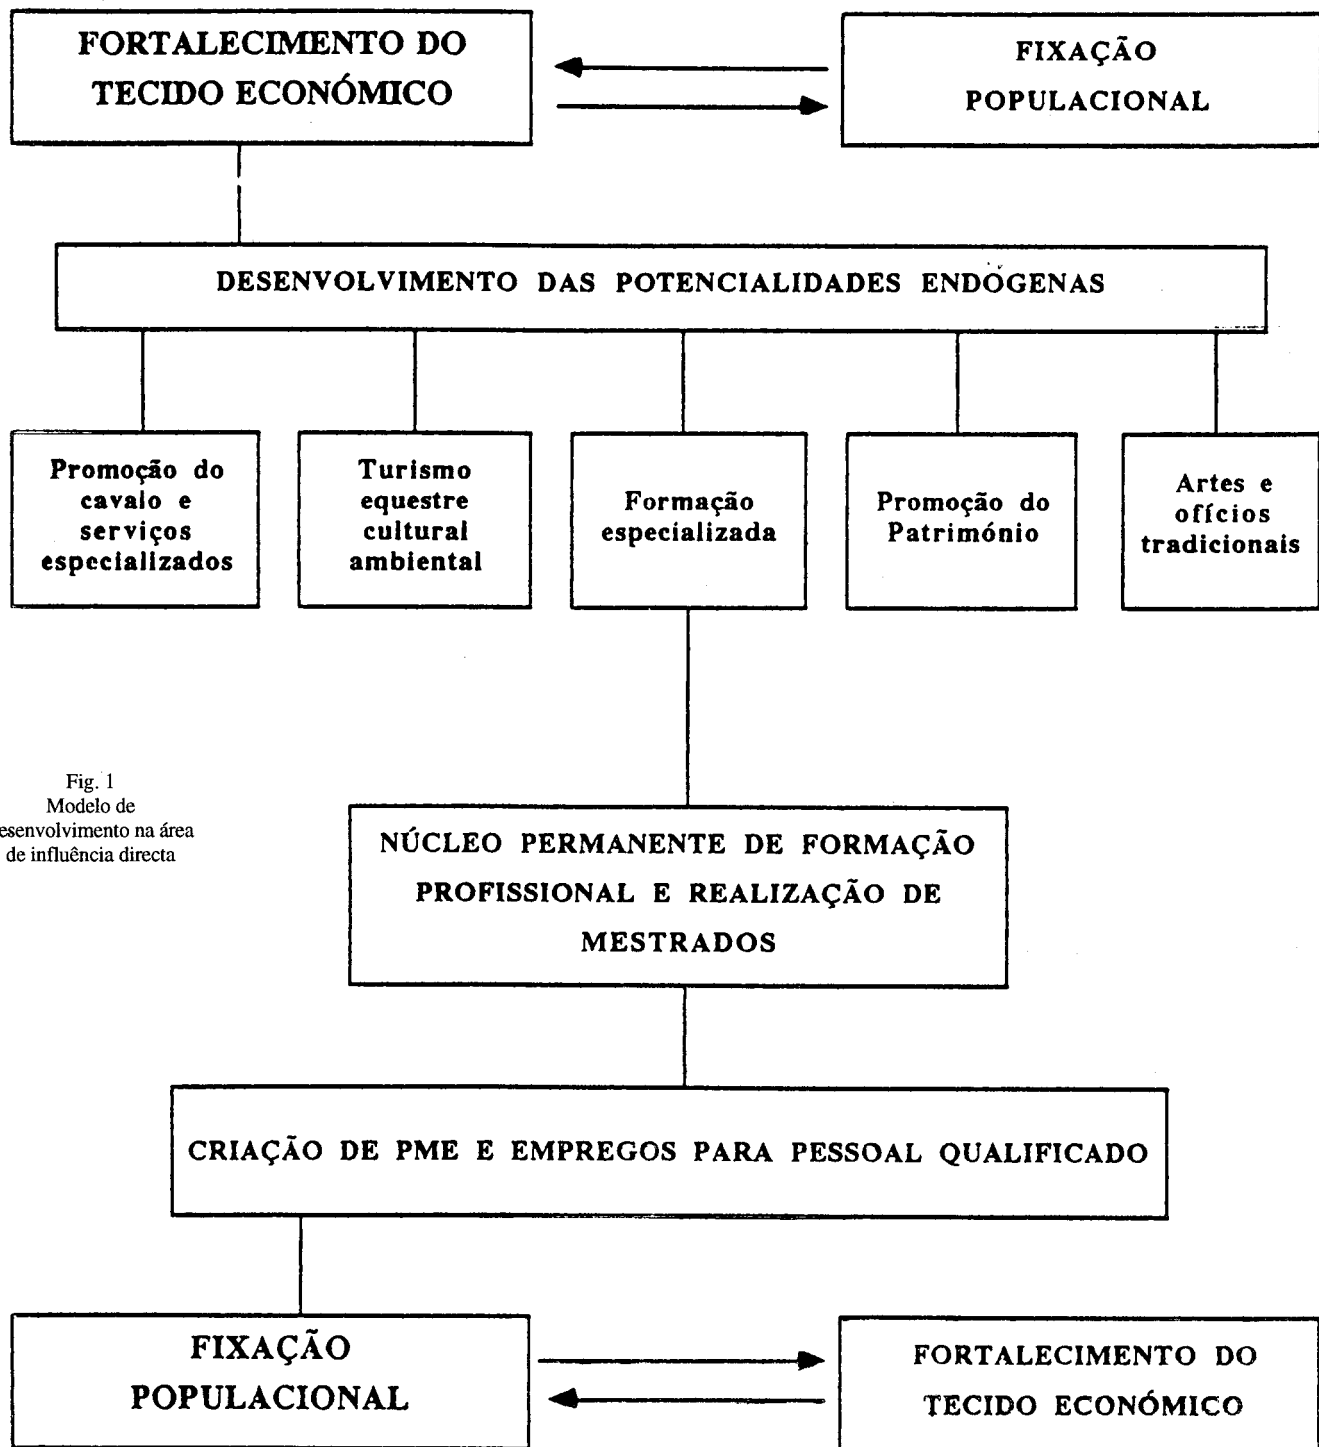 FORTALECIMENTO DO
TECIDO ECONÓMICO
FIXAÇÃO
POPULACIONAL
DESENVOLVIMENTO DAS POTENCIALIDADES ENDÓGENAS
Promoção do
cavalo e
serviços
especializados
Turismo
equestre
cultural
ambiental
Formação
especializada
Promoção do
Património
Artes e
ofícios
tradicionais
Fig. 1
Modelo de
esenvolvimento na área
de influência directa
NÚCLEO PERMANENTE DE FORMAÇÃO
PROFISSIONAL E REALIZAÇÃO DE
MESTRADOS
CRIAÇÃO DE PME E EMPREGOS PARA PESSOAL QUALIFICADO
FIXAÇÃO
POPULACIONAL
FORTALECIMENTO DO
TECIDO ECONÓMICO